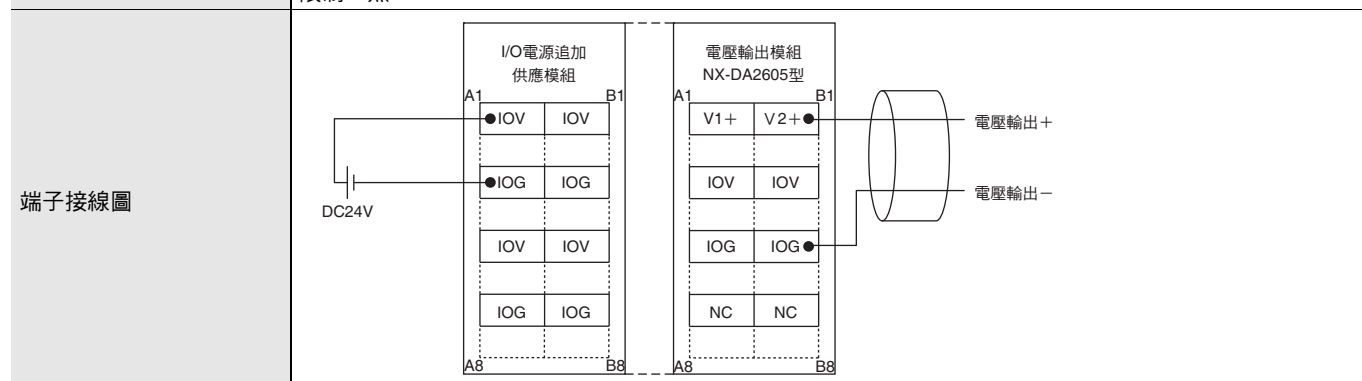 端子接線圖
I/O電源追加
供應模組
A1 B1
IOV IOV
IOG IOG
IOV IOV
IOG IOG
A8 B8
DC24V
電壓輸出模組
NX-DA2605型
A1 B1
V1+ V2+
IOV IOV
IOG IOG
NC NC
A8 B8
電壓輸出+
電壓輸出−